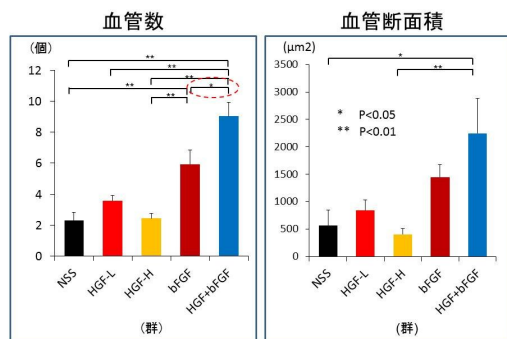 血管数
(個)
**
**
**
**
*
**
12
10
8
6
4
2
0
NSS
HGF-L
HGF-H
bFGF
HGF+bFGF
(群)
血管断面積
(μm2)
*
**
3500
3000
2500
2000
1500
1000
500
0
* P<0.05
** P<0.01
NSS
HGF-L
HGF-H
bFGF
HGF+bFGF
(群)